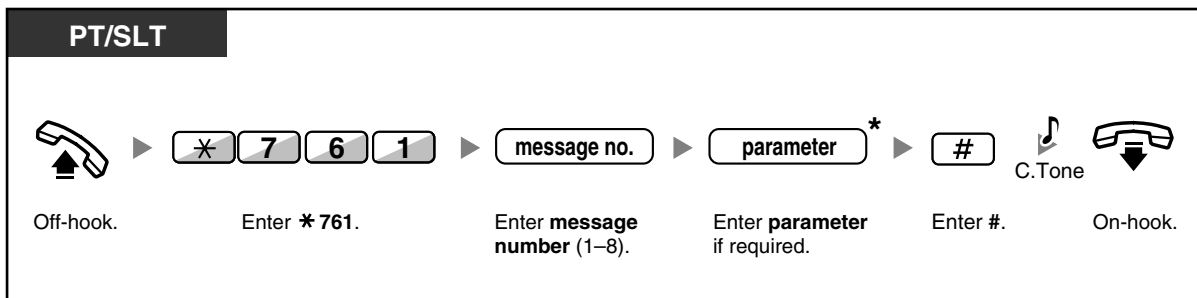 PT/SLT
* 7 6 1 message no. parameter * #
C.Tone
Off-hook. Enter * 761. Enter message number (1–8). Enter parameter if required. Enter #. On-hook.